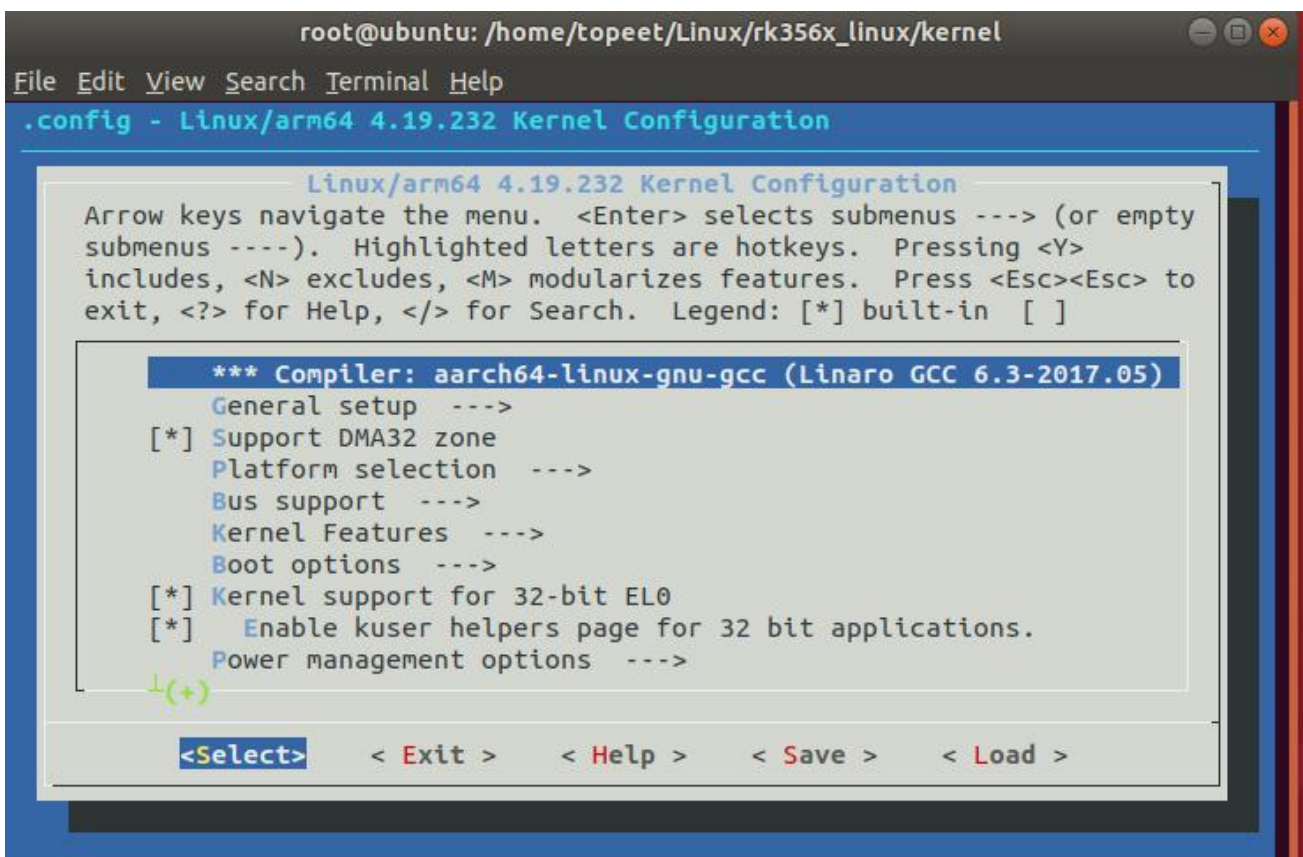 root@ubuntu: /home/topeet/Linux/rk356x_linux/kernel
File Edit View Search Terminal Help
.config - Linux/arm64 4.19.232 Kernel Configuration
Linux/arm64 4.19.232 Kernel Configuration
Arrow keys navigate the menu.  <Enter> selects submenus ---> (or empty
submenus ----).  Highlighted letters are hotkeys.  Pressing <Y>
includes, <N> excludes, <M> modularizes features.  Press <Esc><Esc> to
exit, <?> for Help, </> for Search.  Legend: [*] built-in  [ ]
*** Compiler: aarch64-linux-gnu-gcc (Linaro GCC 6.3-2017.05)
General setup  --->
[*] Support DMA32 zone
Platform selection  --->
Bus support  --->
Kernel Features  --->
Boot options  --->
[*] Kernel support for 32-bit EL0
[*]   Enable kuser helpers page for 32 bit applications.
Power management options  --->
┴(+)
<Select>    < Exit >    < Help >    < Save >    < Load >